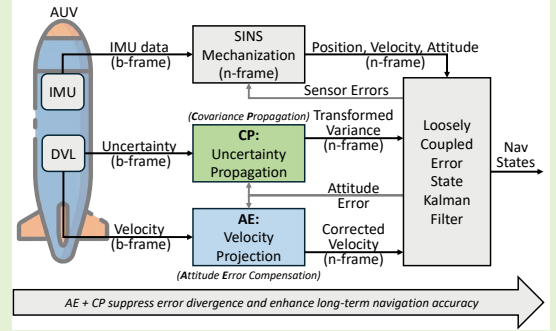 AUV
IMU
DVL
IMU data
(b-frame)
SINS
Mechanization
(n-frame)
Position, Velocity, Attitude
(n-frame)
Sensor Errors
(Covariance Propagation)
Uncertainty
(b-frame)
CP:
Uncertainty
Propagation
Transformed
Variance
(n-frame)
Loosely
Coupled
Error
State
Kalman
Filter
Nav
States
Attitude
Error
Velocity
(b-frame)
AE:
Velocity
Projection
Corrected
Velocity
(n-frame)
(Attitude Error Compensation)
AE + CP suppress error divergence and enhance long-term navigation accuracy